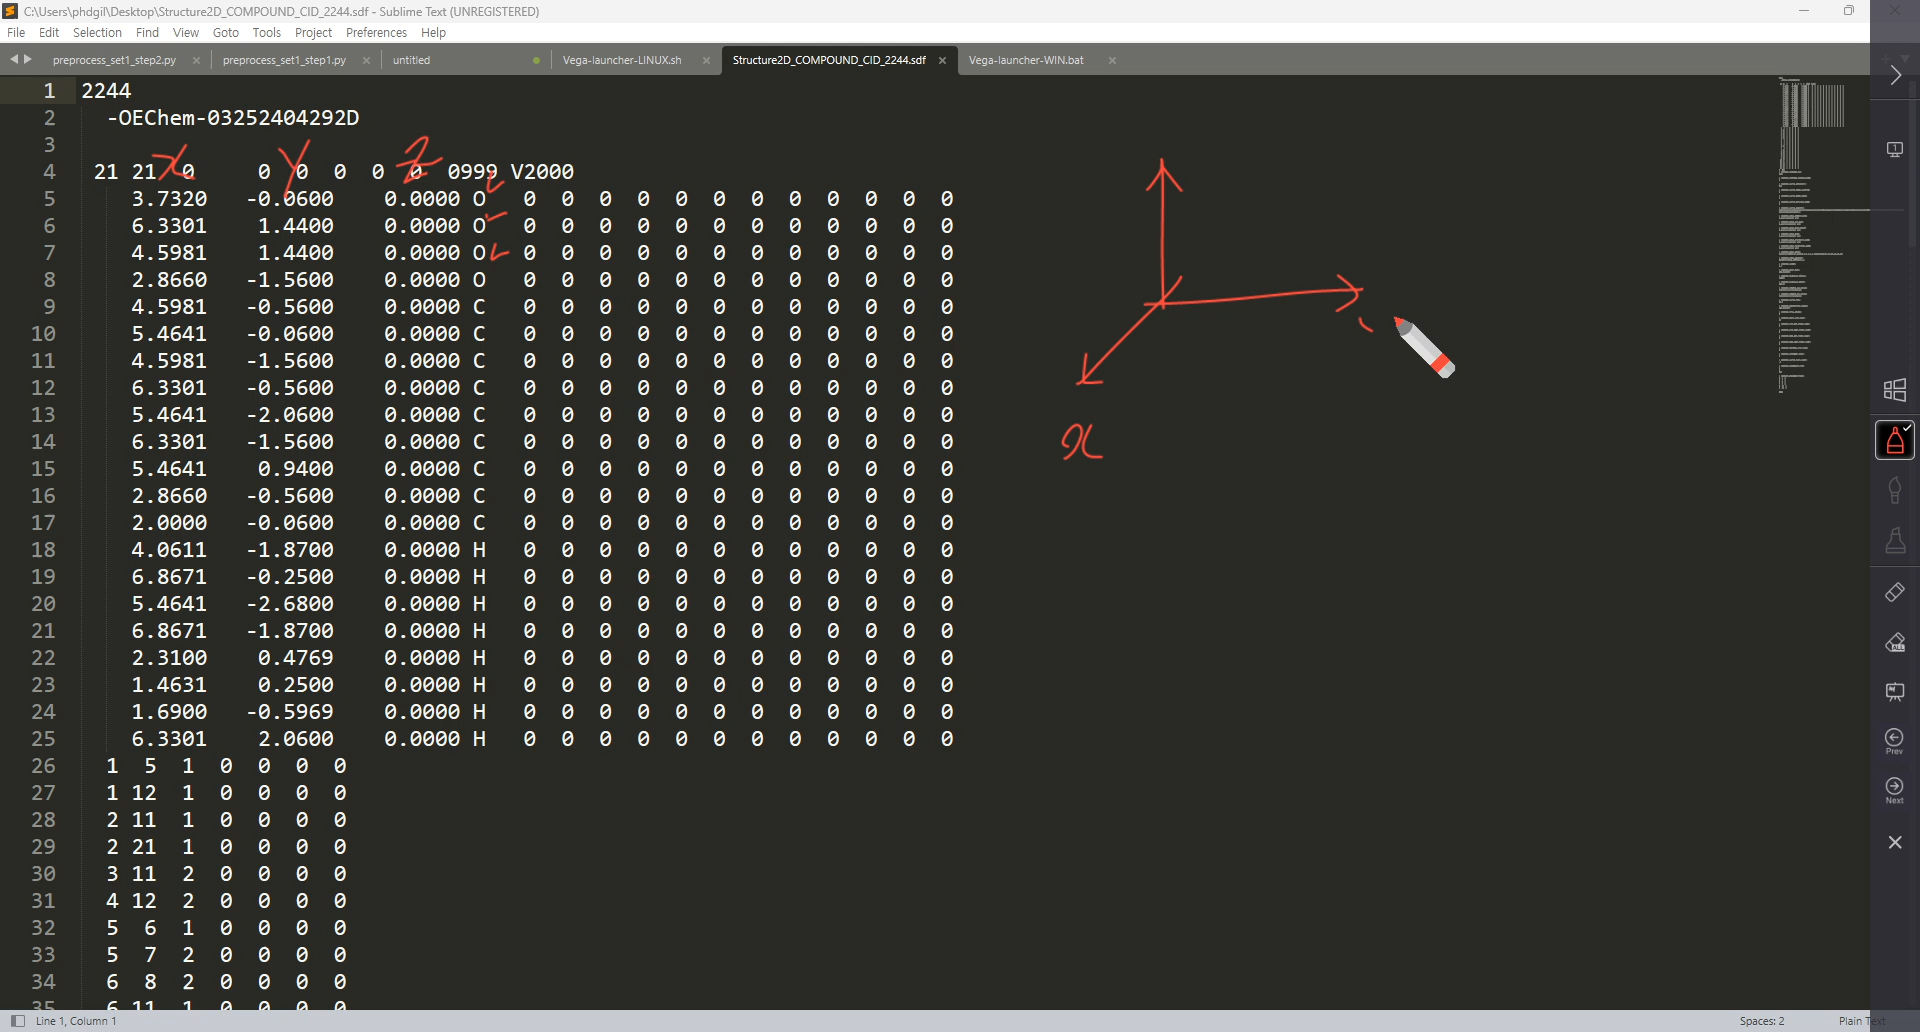 C:\Users\phdgil\Desktop\Structure2D_COMPOUND_CID_2244.sdf - Sublime Text (UNREGISTERED)
File Edit Selection Find View Goto Tools Project Preferences Help
preprocess_set1_step2.py preprocess_set1_step1.py untitled Vega-launcher-LINUX.sh Structure2D_COMPOUND_CID_2244.sdf Vega-launcher-WIN.bat
1 2244
2 -OEChem-03252404292D
3
x y z
4 21 21 0 0 0 0 0 0 0999 V2000
5 3.7320 -0.0600 0.0000 O 0 0 0 0 0 0 0 0 0 0 0 0
6 6.3301 1.4400 0.0000 O 0 0 0 0 0 0 0 0 0 0 0 0
7 4.5981 1.4400 0.0000 O 0 0 0 0 0 0 0 0 0 0 0 0
8 2.8660 -1.5600 0.0000 O 0 0 0 0 0 0 0 0 0 0 0 0
9 4.5981 -0.5600 0.0000 C 0 0 0 0 0 0 0 0 0 0 0 0
10 5.4641 -0.0600 0.0000 C 0 0 0 0 0 0 0 0 0 0 0 0
11 4.5981 -1.5600 0.0000 C 0 0 0 0 0 0 0 0 0 0 0 0
12 6.3301 -0.5600 0.0000 C 0 0 0 0 0 0 0 0 0 0 0 0
13 5.4641 -2.0600 0.0000 C 0 0 0 0 0 0 0 0 0 0 0 0
14 6.3301 -1.5600 0.0000 C 0 0 0 0 0 0 0 0 0 0 0 0
x
15 5.4641 0.9400 0.0000 C 0 0 0 0 0 0 0 0 0 0 0 0
16 2.8660 -0.5600 0.0000 C 0 0 0 0 0 0 0 0 0 0 0 0
17 2.0000 -0.0600 0.0000 C 0 0 0 0 0 0 0 0 0 0 0 0
18 4.0611 -1.8700 0.0000 H 0 0 0 0 0 0 0 0 0 0 0 0
19 6.8671 -0.2500 0.0000 H 0 0 0 0 0 0 0 0 0 0 0 0
20 5.4641 -2.6800 0.0000 H 0 0 0 0 0 0 0 0 0 0 0 0
21 6.8671 -1.8700 0.0000 H 0 0 0 0 0 0 0 0 0 0 0 0
22 2.3100 0.4769 0.0000 H 0 0 0 0 0 0 0 0 0 0 0 0
23 1.4631 0.2500 0.0000 H 0 0 0 0 0 0 0 0 0 0 0 0
24 1.6900 -0.5969 0.0000 H 0 0 0 0 0 0 0 0 0 0 0 0
25 6.3301 2.0600 0.0000 H 0 0 0 0 0 0 0 0 0 0 0 0
26 1 5 1 0 0 0 0
27 1 12 1 0 0 0 0
28 2 11 1 0 0 0 0
29 2 21 1 0 0 0 0
30 3 11 2 0 0 0 0
31 4 12 2 0 0 0 0
32 5 6 1 0 0 0 0
33 5 7 2 0 0 0 0
34 6 8 2 0 0 0 0
35 6 11 1 0 0 0 0
1
ALL
Prev
Next
Line 1, Column 1 Spaces: 2 Plain Text